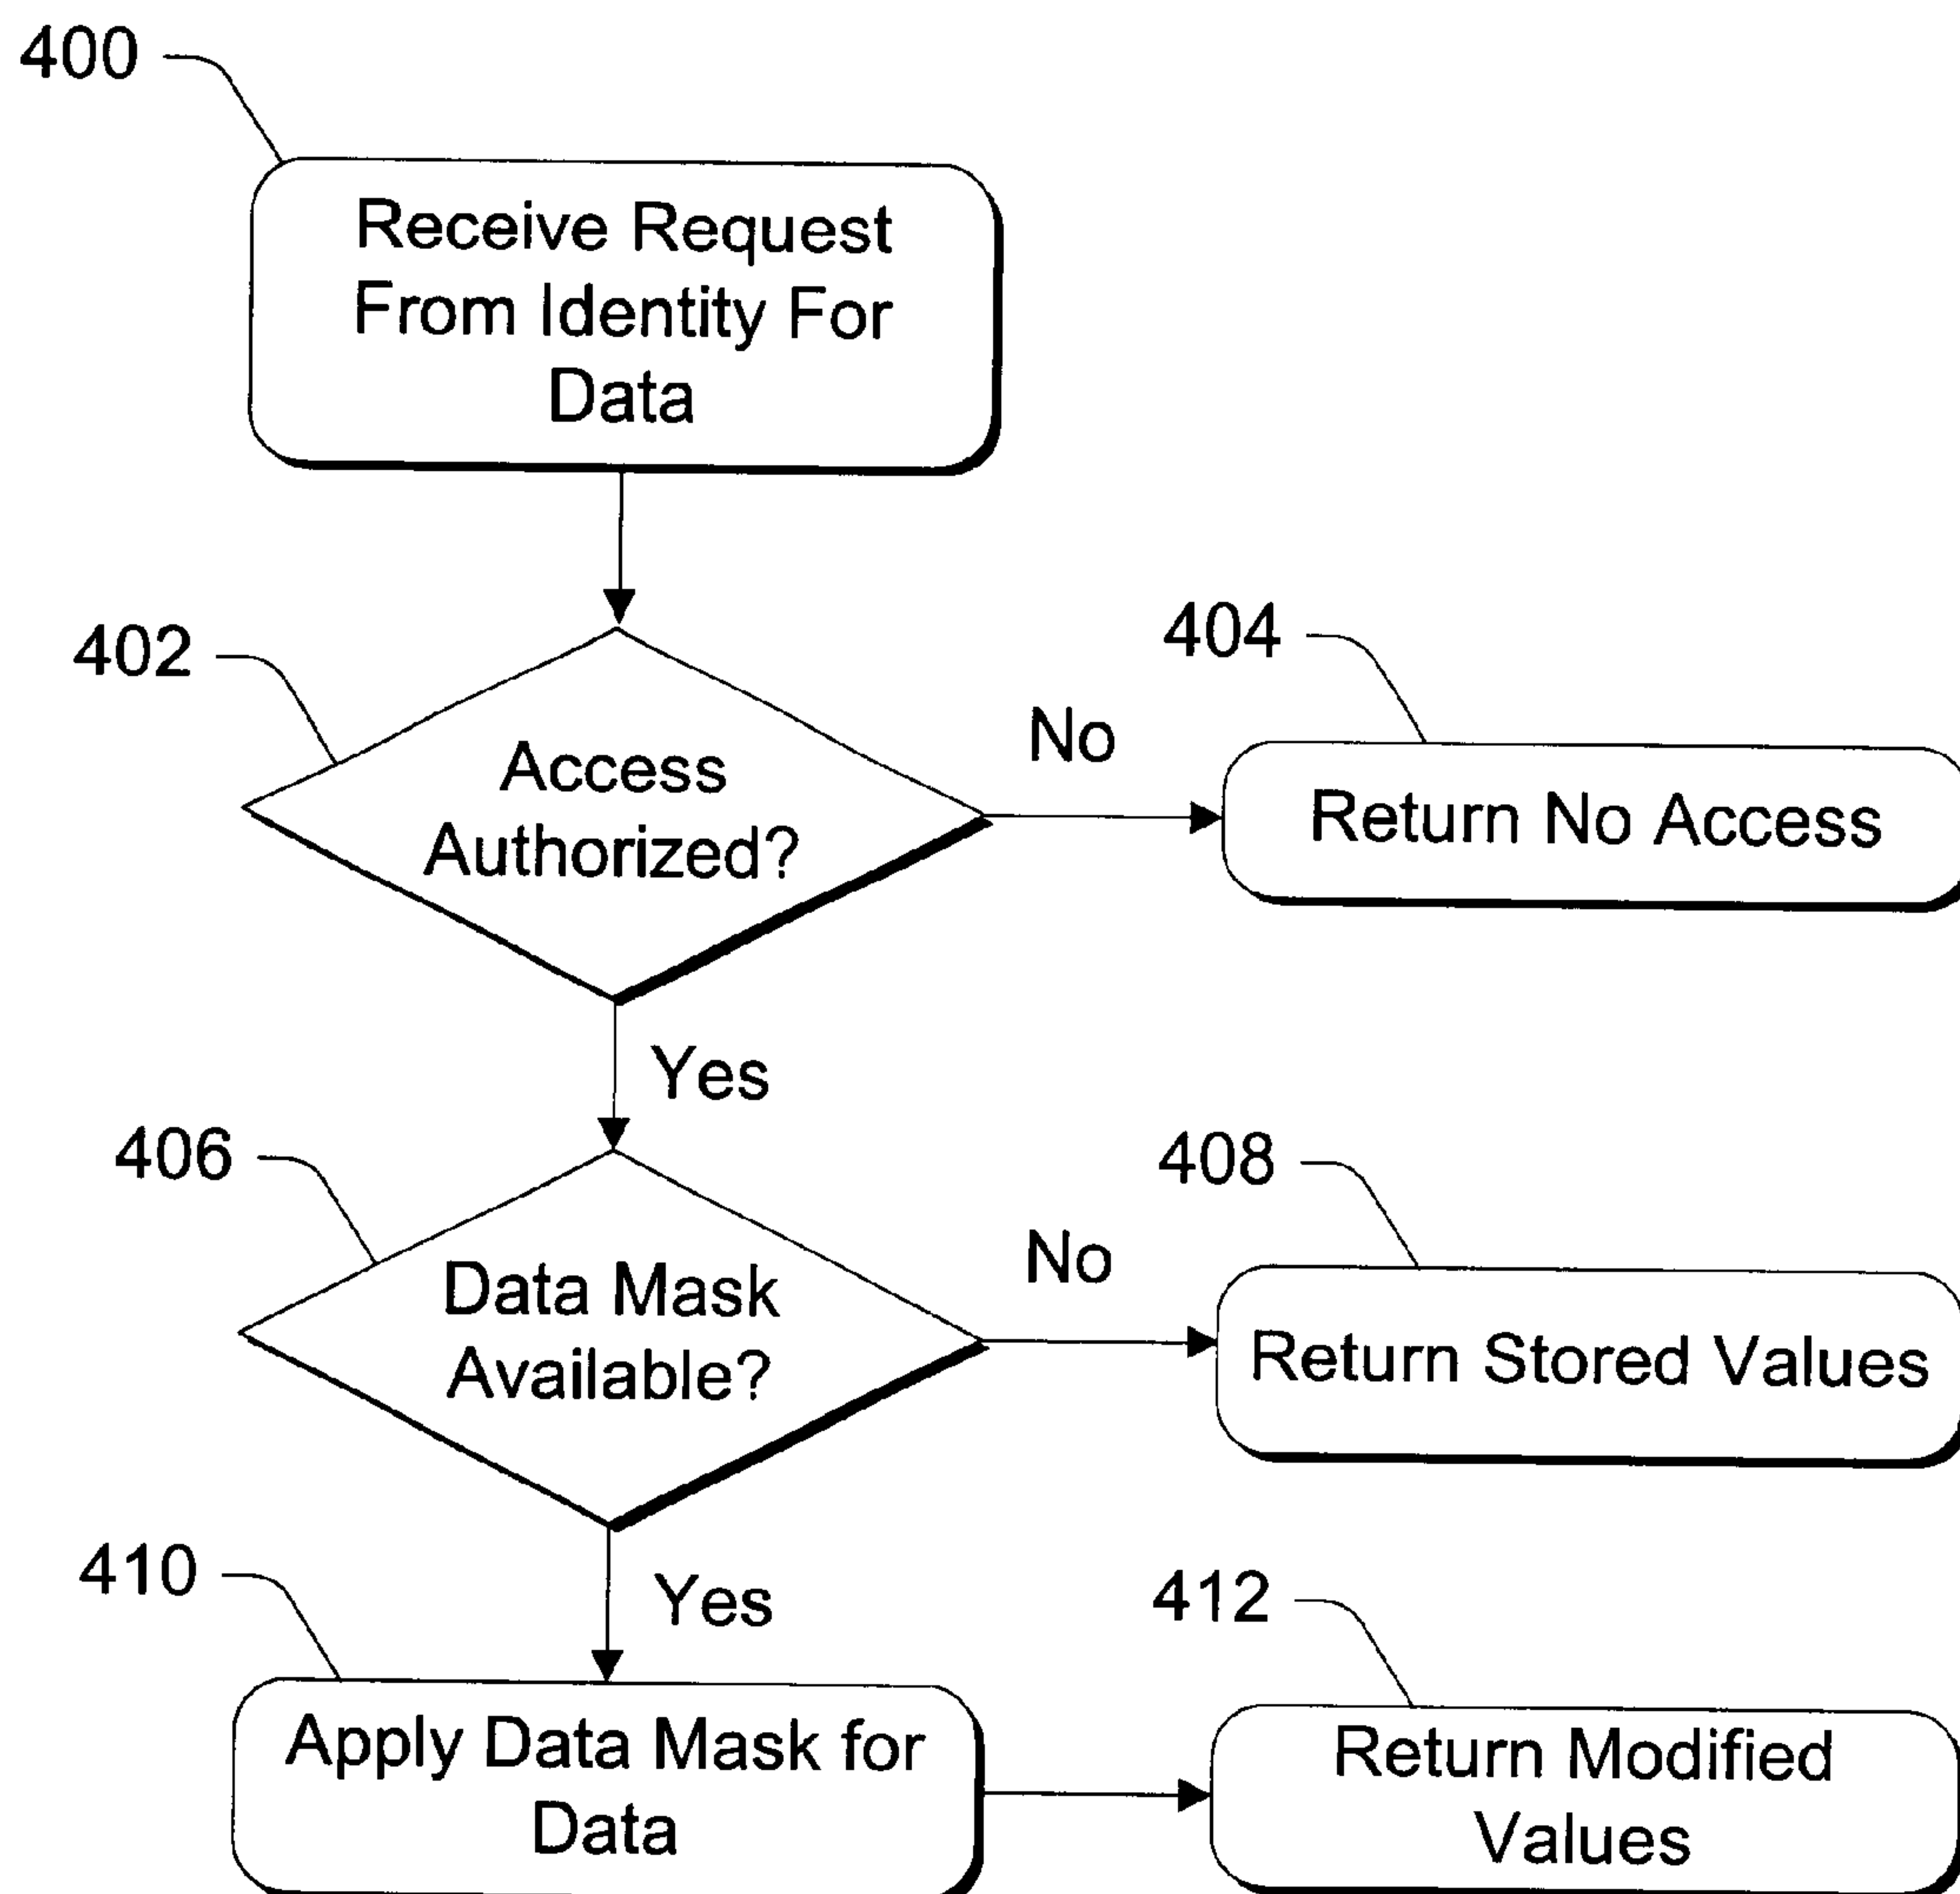 400
Receive Request
From Identity For
Data
402
Access
Authorized?
No
404
Return No Access
Yes
406
Data Mask
Available?
No
408
Return Stored Values
Yes
410
Apply Data Mask for
Data
412
Return Modified
Values